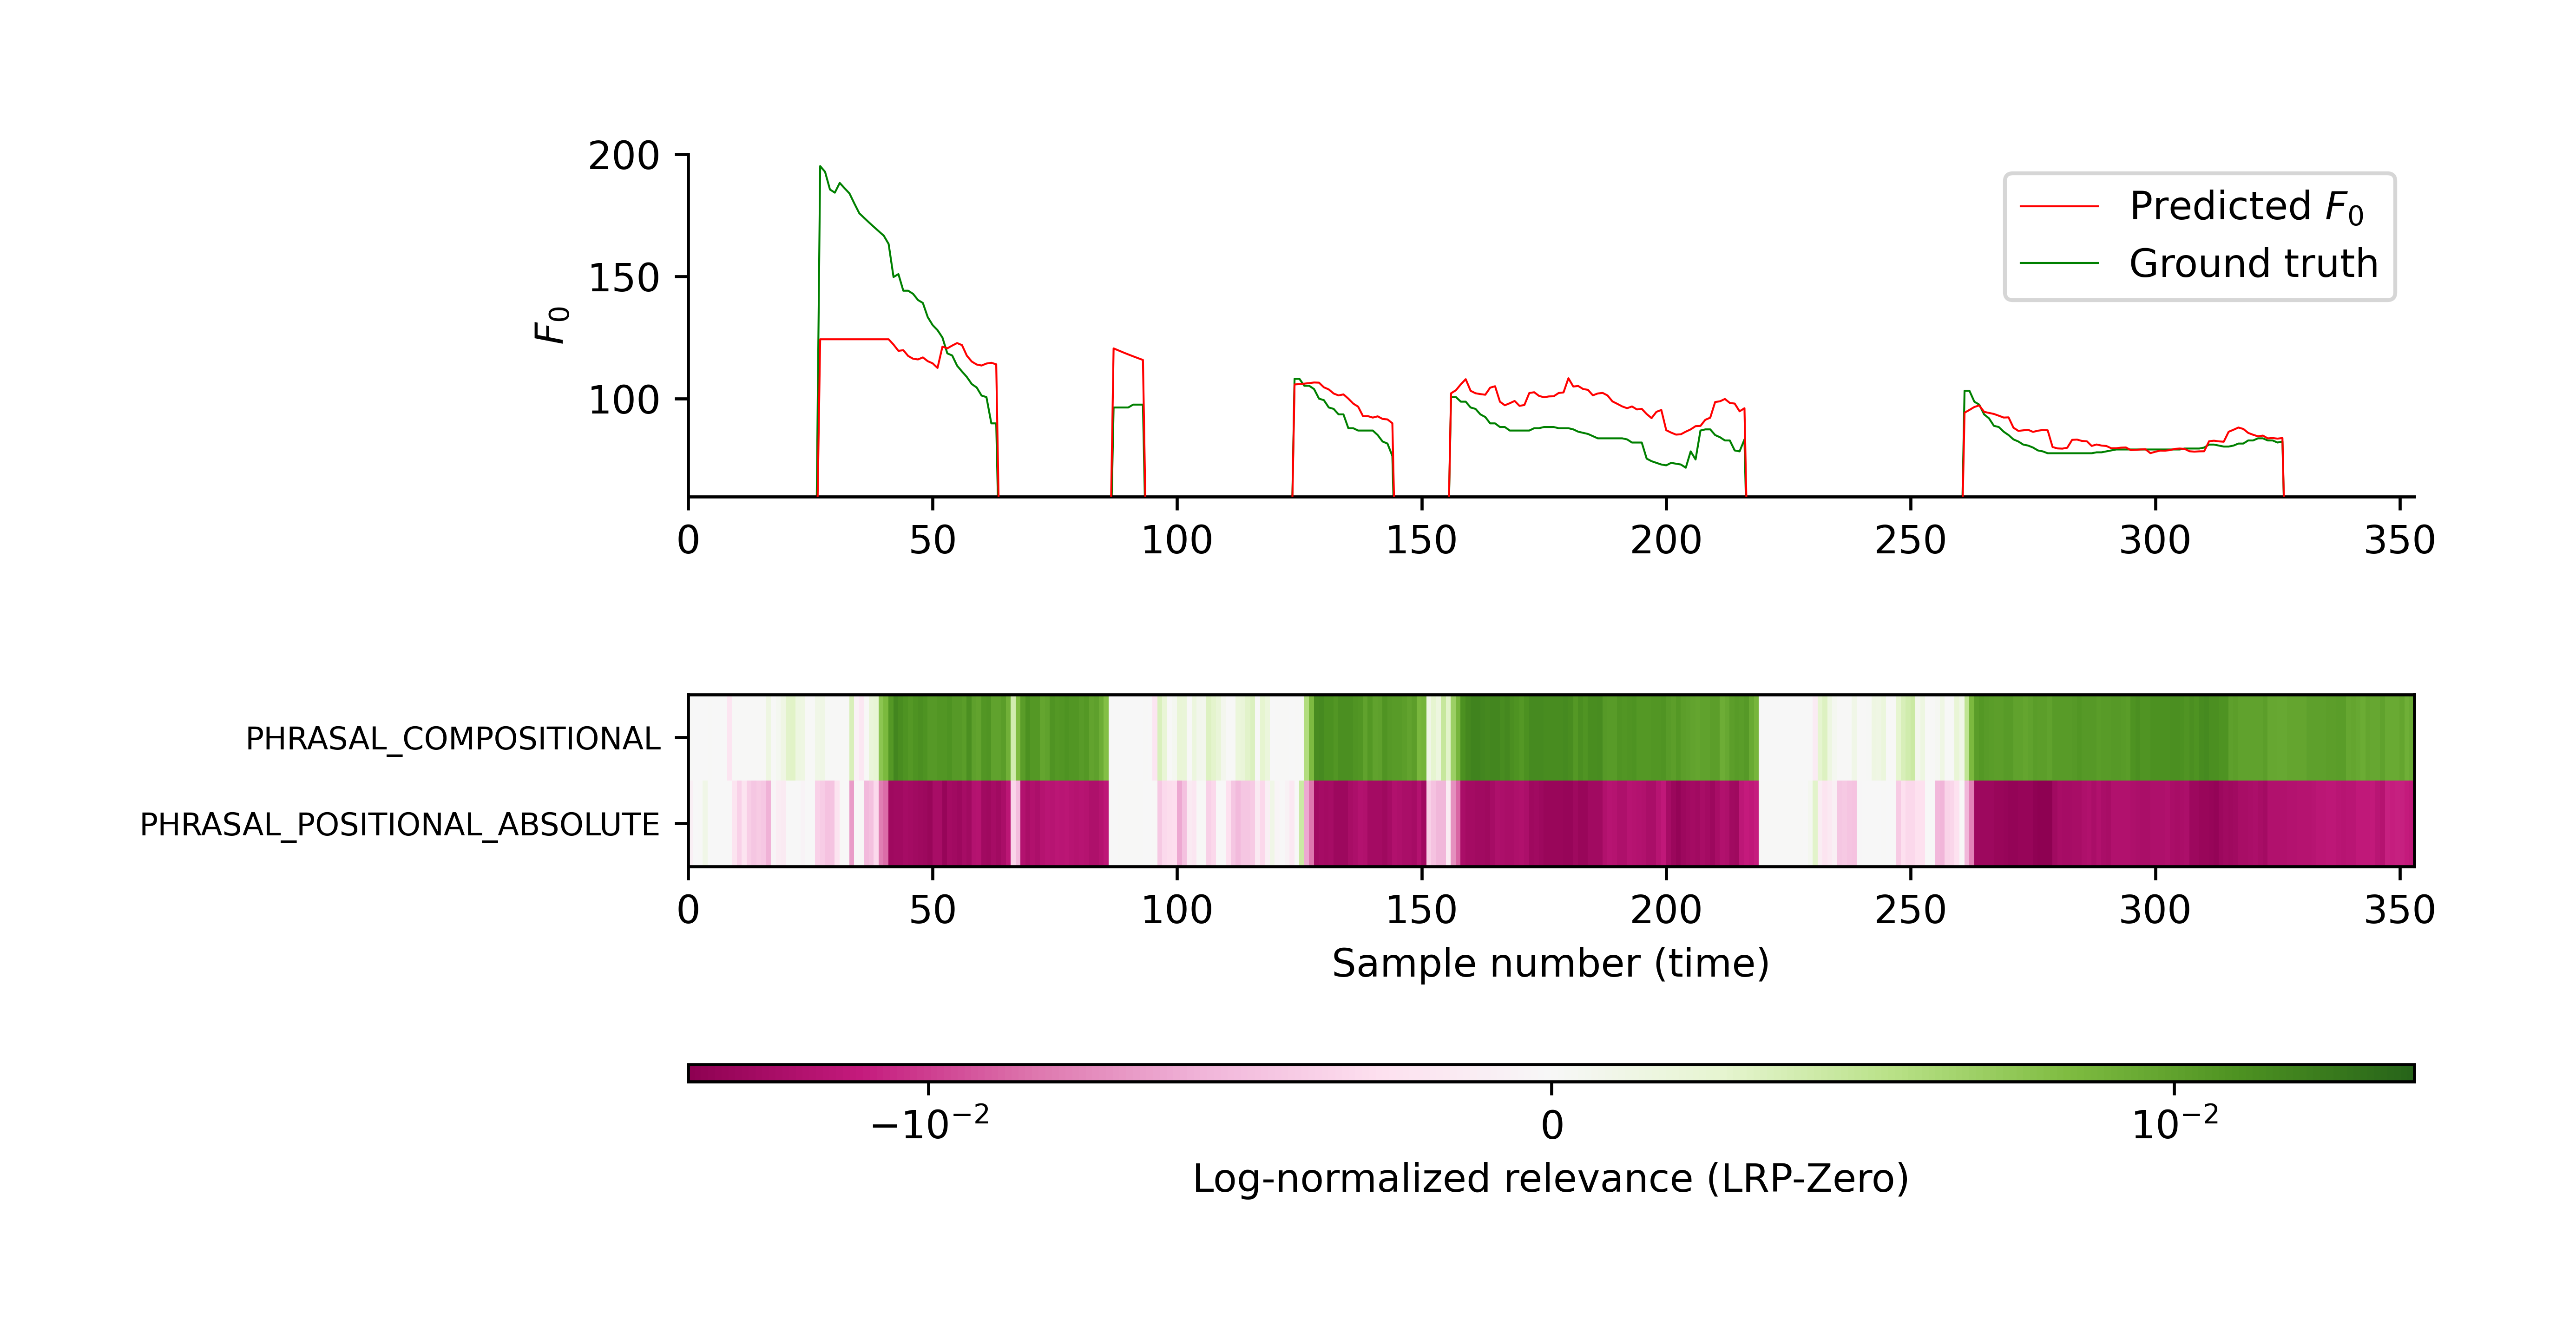 200
150
100
F₀
Predicted F₀
Ground truth
0 50 100 150 200 250 300 350
PHRASAL_COMPOSITIONAL
PHRASAL_POSITIONAL_ABSOLUTE
0 50 100 150 200 250 300 350
Sample number (time)
−10⁻² 0 10⁻²
Log-normalized relevance (LRP-Zero)